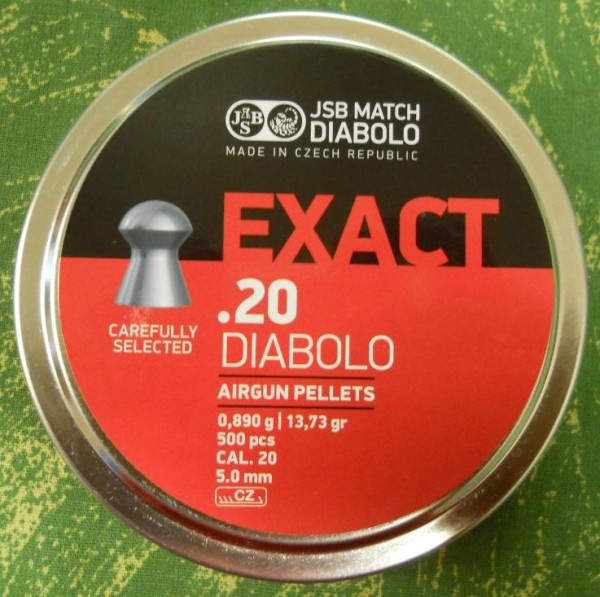 JSB
JSB MATCH
DIABOLO
MADE IN CZECH REPUBLIC
EXACT
.20
DIABOLO
CAREFULLY
SELECTED
AIRGUN PELLETS
0,890 g | 13,73 gr
500 pcs
CAL. 20
5.0 mm
CZ